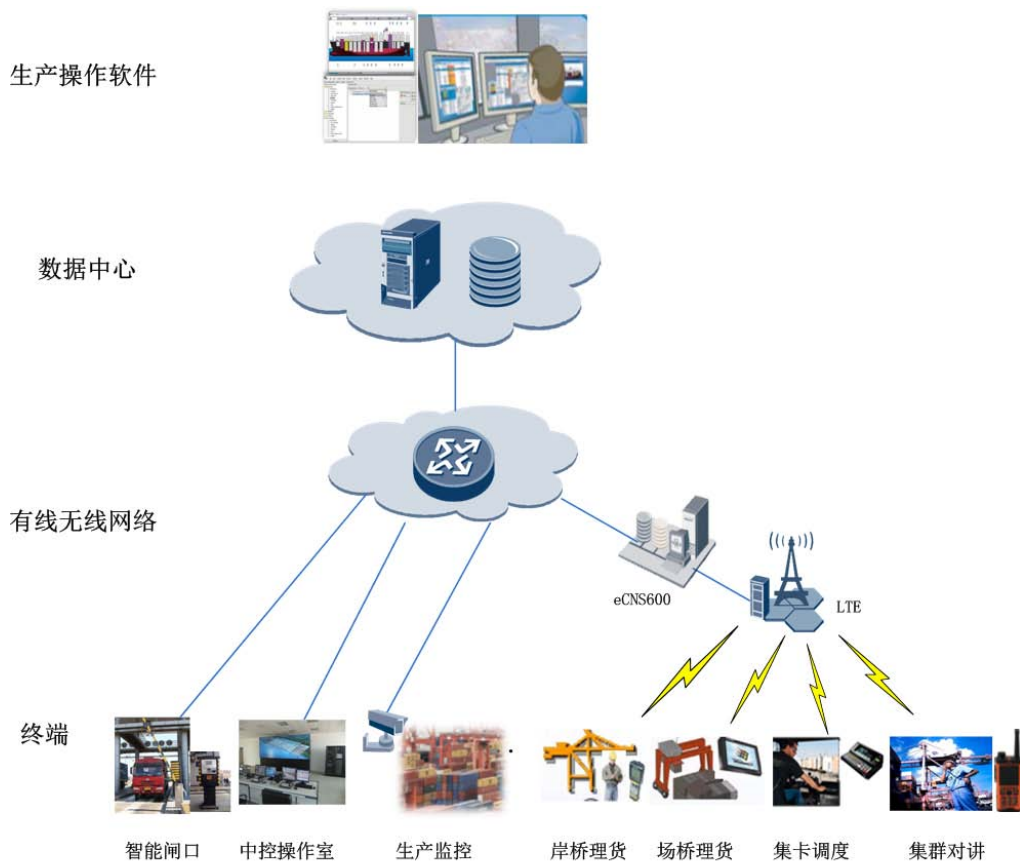 生产操作软件
数据中心
有线无线网络
eCNS600
LTE
终端
智能闸口 中控操作室 生产监控 岸桥理货 场桥理货 集卡调度 集群对讲